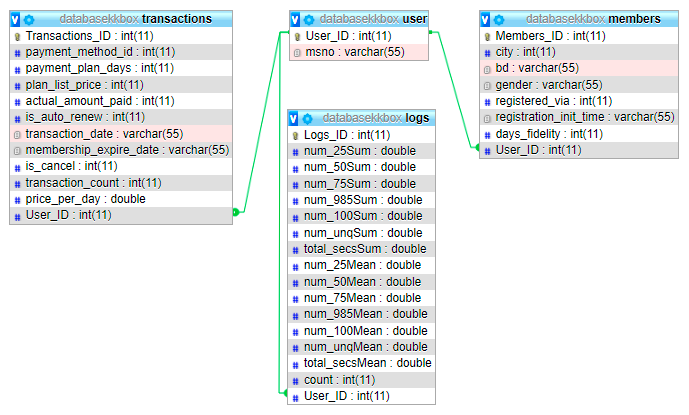 databasekkbox transactions
Transactions_ID : int(11)
payment_method_id : int(11)
payment_plan_days : int(11)
plan_list_price : int(11)
actual_amount_paid : int(11)
is_auto_renew : int(11)
transaction_date : varchar(55)
membership_expire_date : varchar(55)
is_cancel : int(11)
transaction_count : int(11)
price_per_day : double
User_ID : int(11)
databasekkbox user
User_ID : int(11)
msno : varchar(55)
databasekkbox logs
Logs_ID : int(11)
num_25Sum : double
num_50Sum : double
num_75Sum : double
num_985Sum : double
num_100Sum : double
num_unqSum : double
total_secsSum : double
num_25Mean : double
num_50Mean : double
num_75Mean : double
num_985Mean : double
num_100Mean : double
num_unqMean : double
total_secsMean : double
count : int(11)
User_ID : int(11)
databasekkbox members
Members_ID : int(11)
city : int(11)
bd : varchar(55)
gender : varchar(55)
registered_via : int(11)
registration_init_time : varchar(55)
days_fidelity : int(11)
User_ID : int(11)